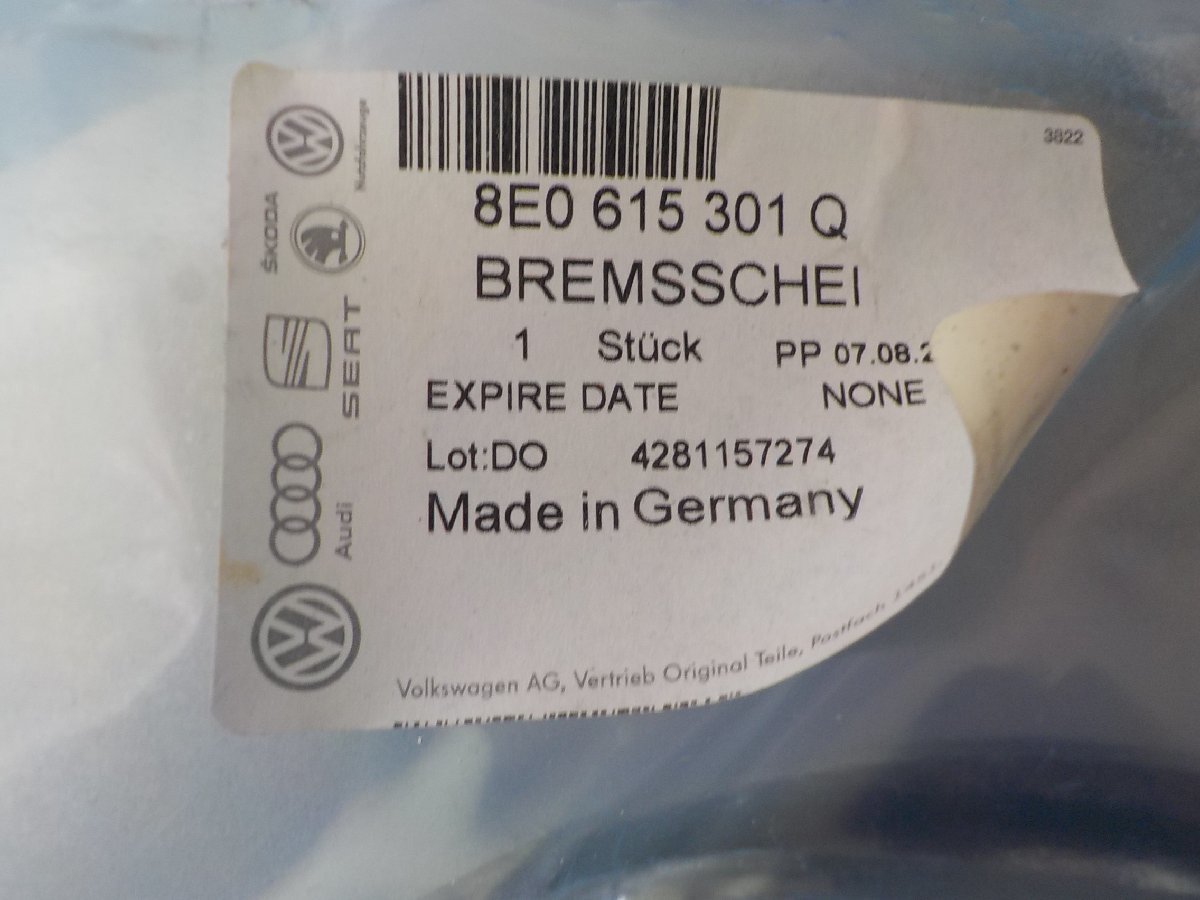 3822
8E0 615 301 Q
BREMSSCHEI
1 Stück PP 07.08.2
EXPIRE DATE NONE
Lot:DO 4281157274
Made in Germany
Volkswagen AG, Vertrieb Original Teile, Postfach
Nutzfahrzeuge
ŠKODA
SEAT
Audi